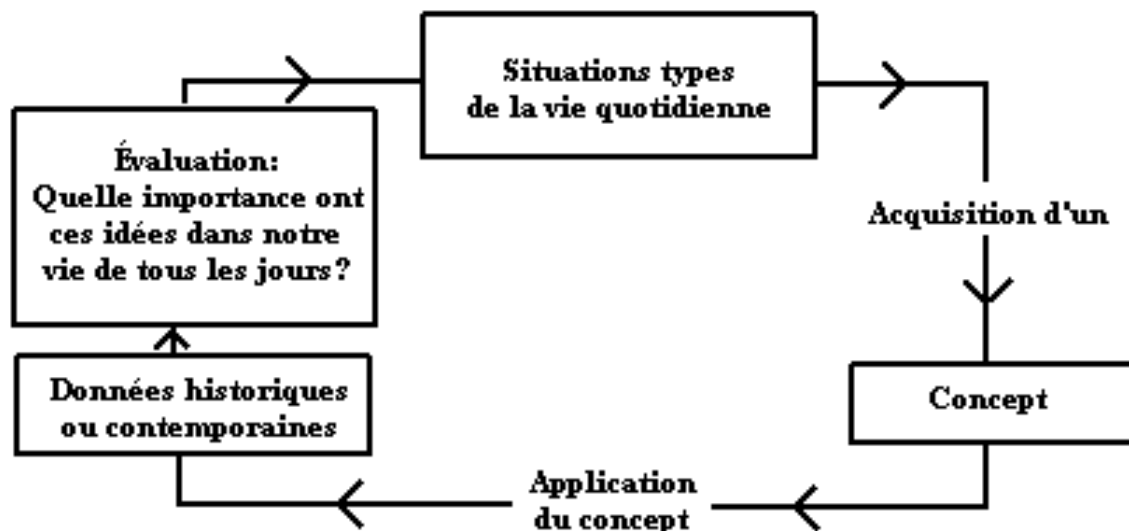 Situations types
de la vie quotidienne
Évaluation:
Quelle importance ont
ces idées dans notre
vie de tous les jours?
Acquisition d'un
Données historiques
ou contemporaines
Concept
Application
du concept